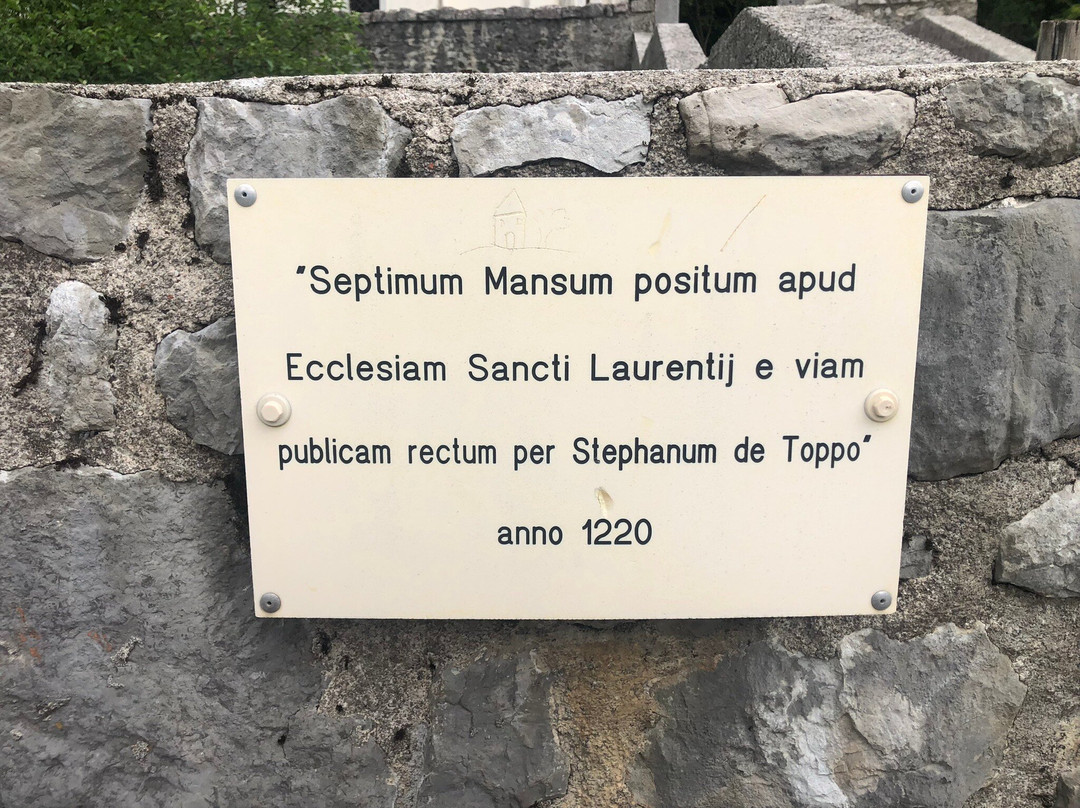 "Septimum Mansum positum apud
Ecclesiam Sancti Laurentij e viam
publicam rectum per Stephanum de Toppo"
anno 1220